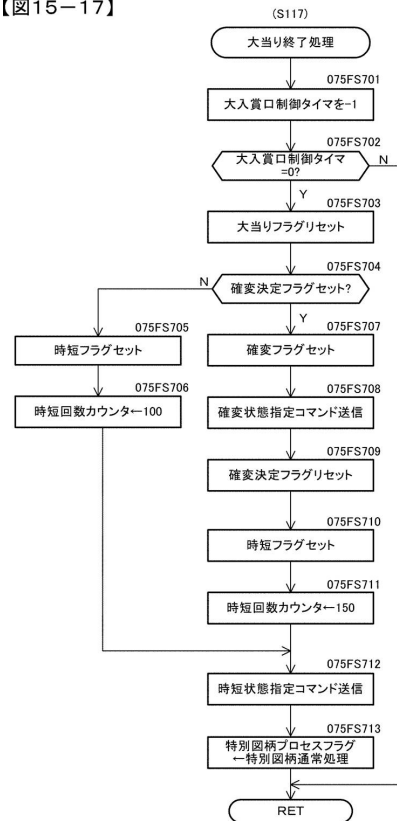 【図15-17】
(S117)
大当り終了処理
075FS701
大入賞口制御タイマを-1
075FS702
大入賞口制御タイマ
=0?
N
Y
075FS703
大当りフラグリセット
075FS704
確変決定フラグセット?
N
Y
075FS705
時短フラグセット
075FS706
時短回数カウンタ←100
075FS707
確変フラグセット
075FS708
確変状態指定コマンド送信
075FS709
確変決定フラグリセット
075FS710
時短フラグセット
075FS711
時短回数カウンタ←150
075FS712
時短状態指定コマンド送信
075FS713
特別図柄プロセスフラグ
←特別図柄通常処理
RET